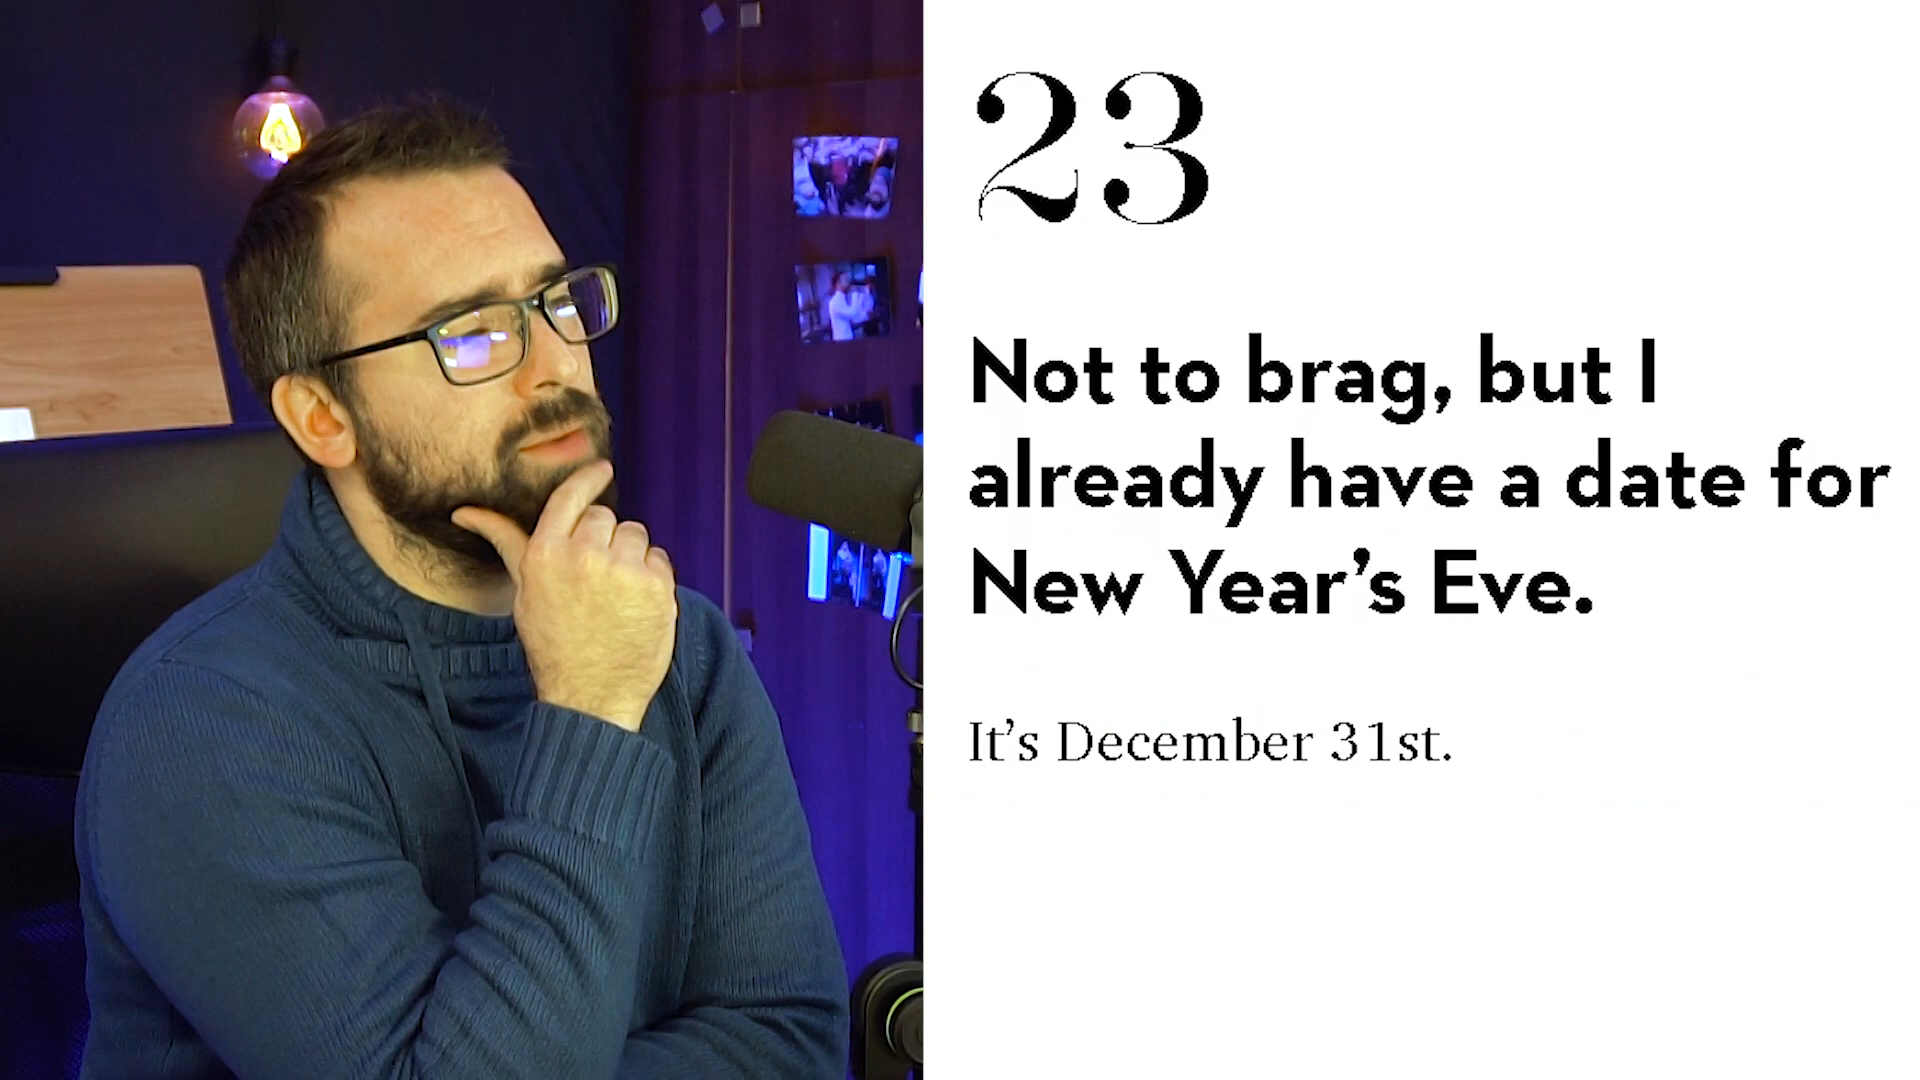 23
Not to brag, but I
already have a date for
New Year’s Eve.
It’s December 31st.